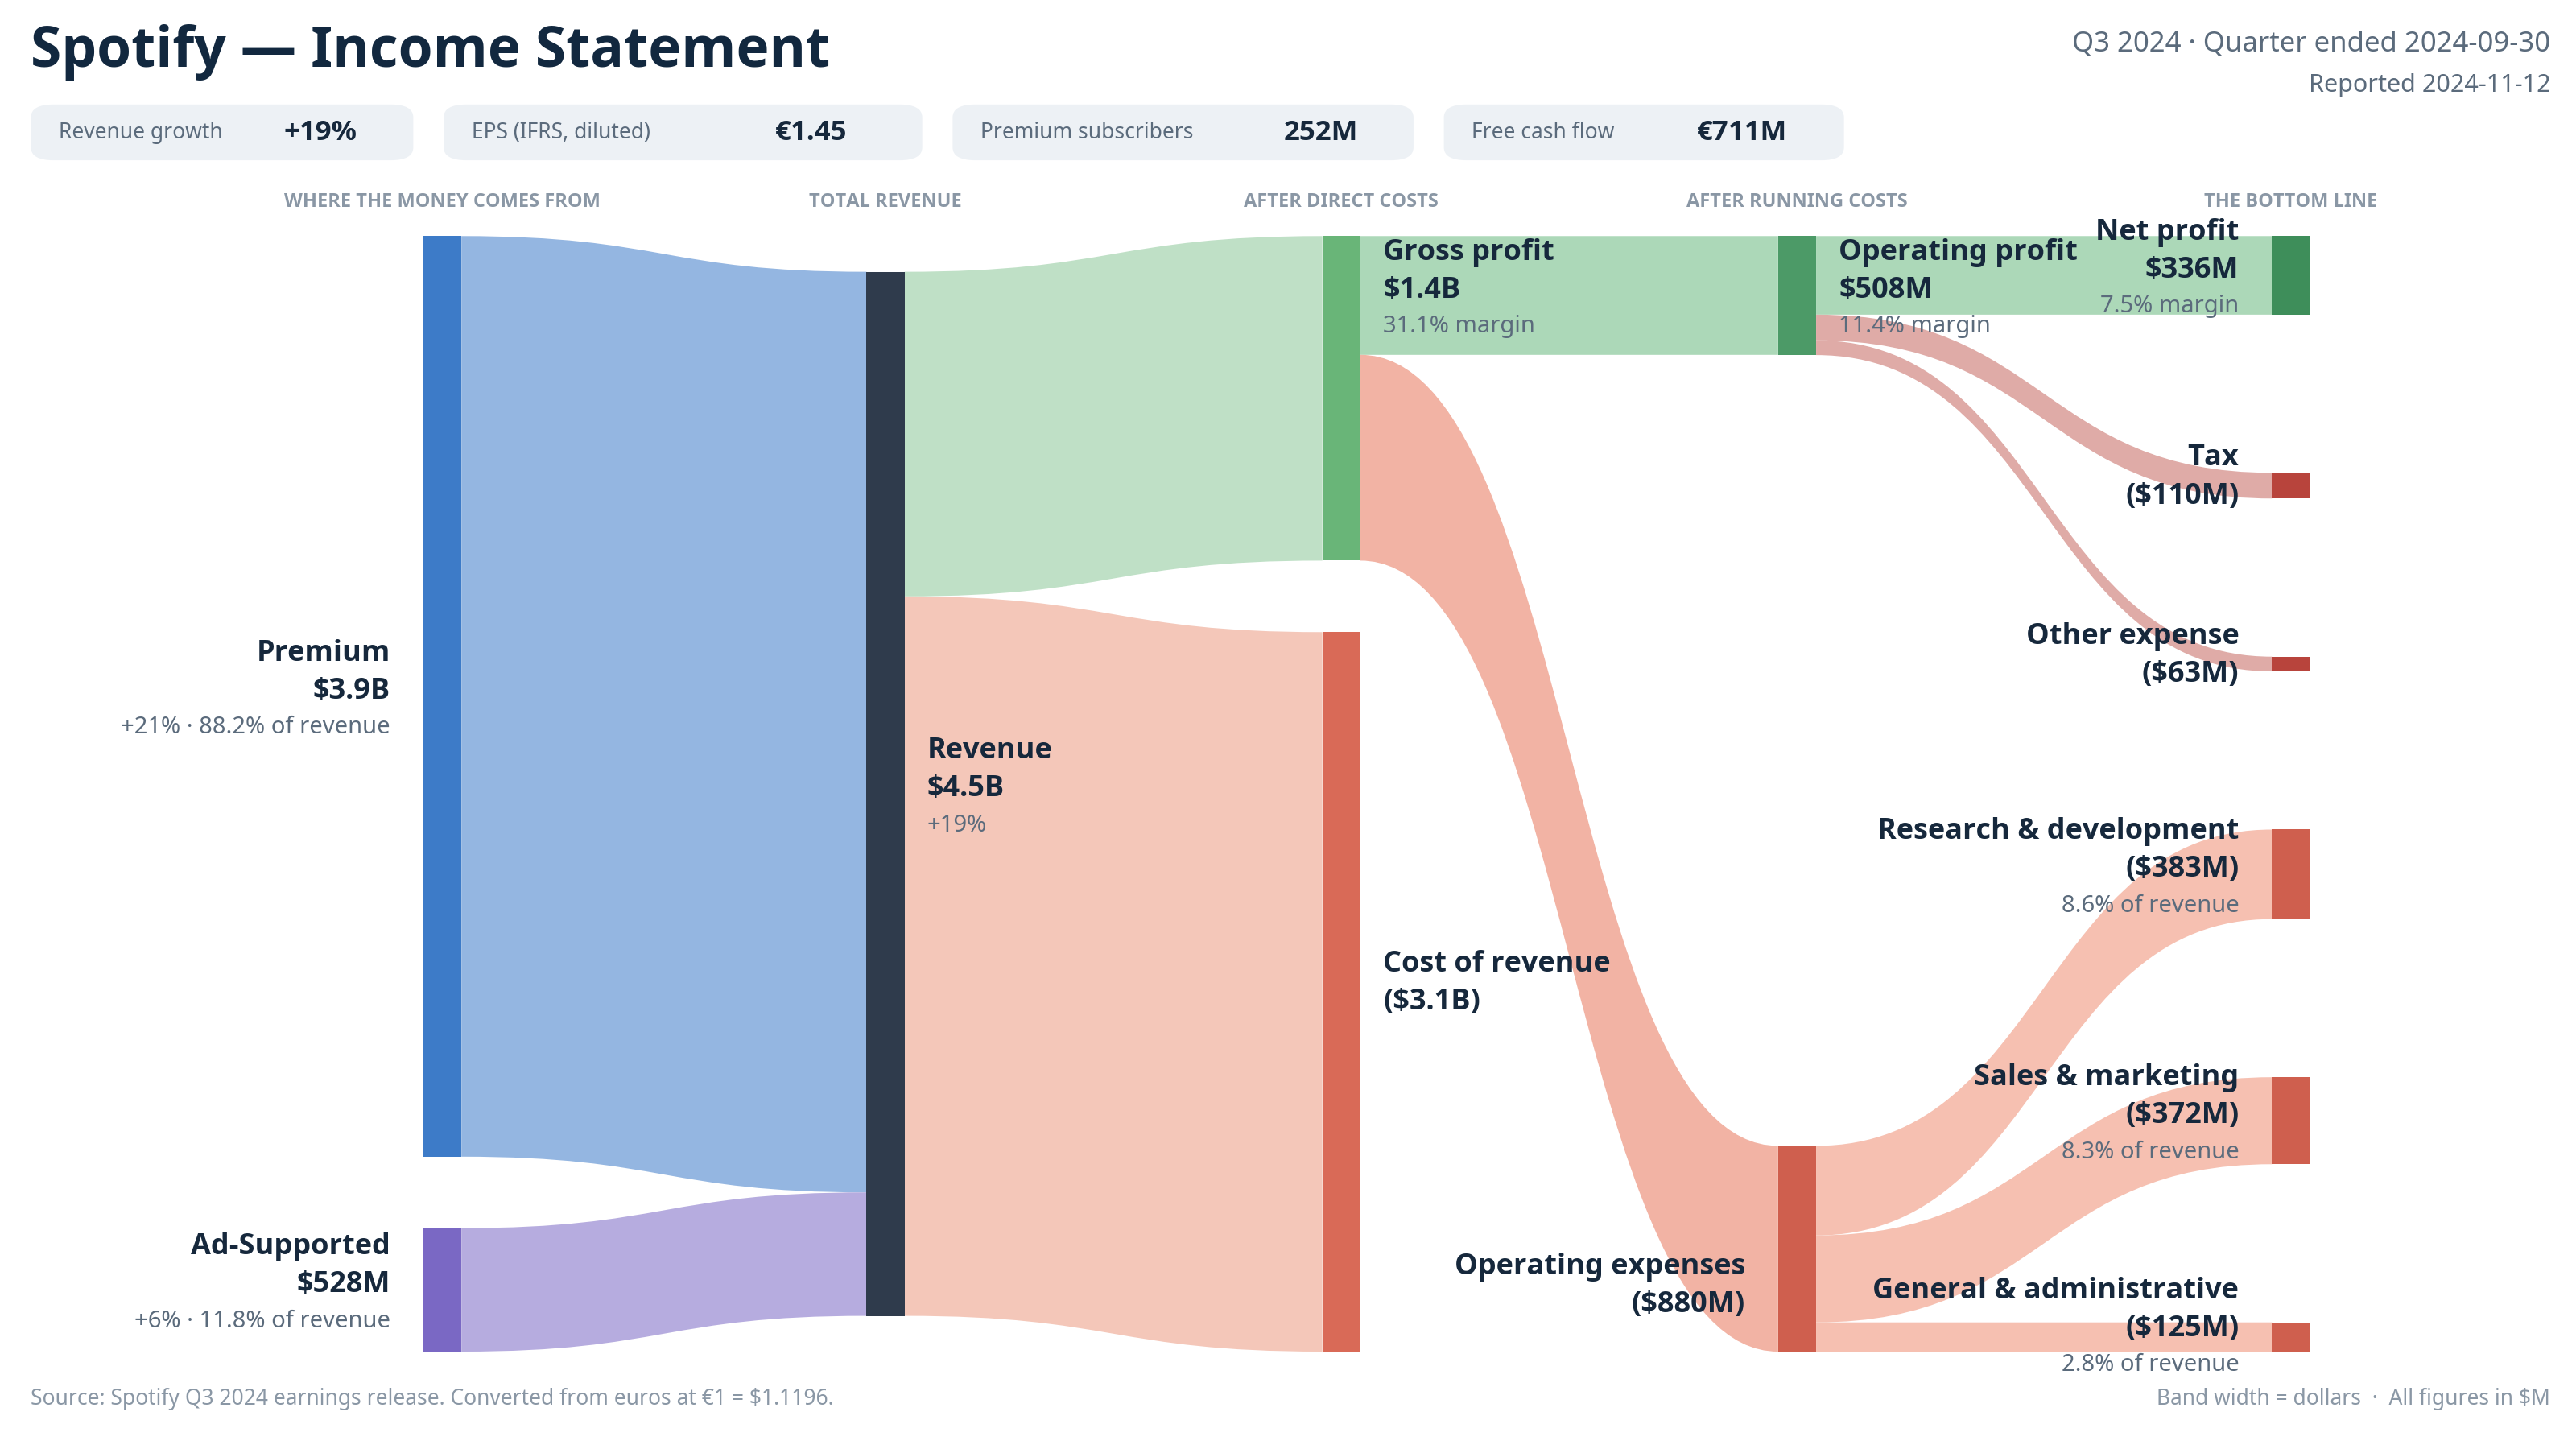 Spotify — Income Statement
Q3 2024 · Quarter ended 2024-09-30
Reported 2024-11-12
Revenue growth +19%
EPS (IFRS, diluted) €1.45
Premium subscribers 252M
Free cash flow €711M
WHERE THE MONEY COMES FROM
TOTAL REVENUE
AFTER DIRECT COSTS
AFTER RUNNING COSTS
THE BOTTOM LINE
Premium
$3.9B
+21% · 88.2% of revenue
Ad-Supported
$528M
+6% · 11.8% of revenue
Revenue
$4.5B
+19%
Gross profit
$1.4B
31.1% margin
Cost of revenue
($3.1B)
Operating profit
$508M
11.4% margin
Operating expenses
($880M)
Net profit
$336M
7.5% margin
Tax
($110M)
Other expense
($63M)
Research & development
($383M)
8.6% of revenue
Sales & marketing
($372M)
8.3% of revenue
General & administrative
($125M)
2.8% of revenue
Source: Spotify Q3 2024 earnings release. Converted from euros at €1 = $1.1196.
Band width = dollars · All figures in $M